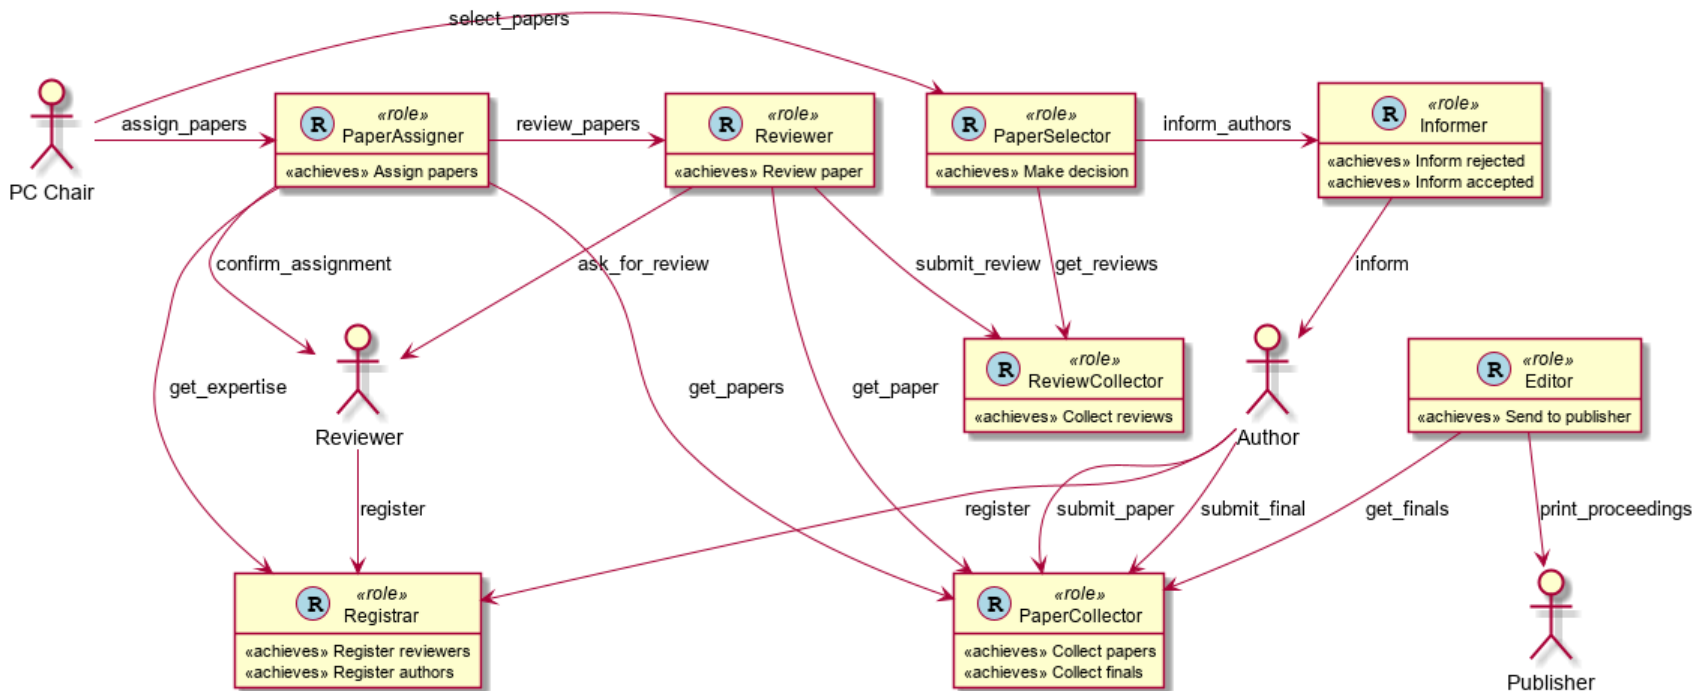 select_papers
PC Chair
assign_papers
R
«role»
PaperAssigner
«achieves» Assign papers
review_papers
R
«role»
Reviewer
«achieves» Review paper
R
«role»
PaperSelector
«achieves» Make decision
inform_authors
R
«role»
Informer
«achieves» Inform rejected
«achieves» Inform accepted
confirm_assignment
ask_for_review
submit_review
get_reviews
inform
get_expertise
Reviewer
get_papers
get_paper
R
«role»
ReviewCollector
«achieves» Collect reviews
Author
R
«role»
Editor
«achieves» Send to publisher
register
register
submit_paper
submit_final
get_finals
print_proceedings
R
«role»
Registrar
«achieves» Register reviewers
«achieves» Register authors
R
«role»
PaperCollector
«achieves» Collect papers
«achieves» Collect finals
Publisher